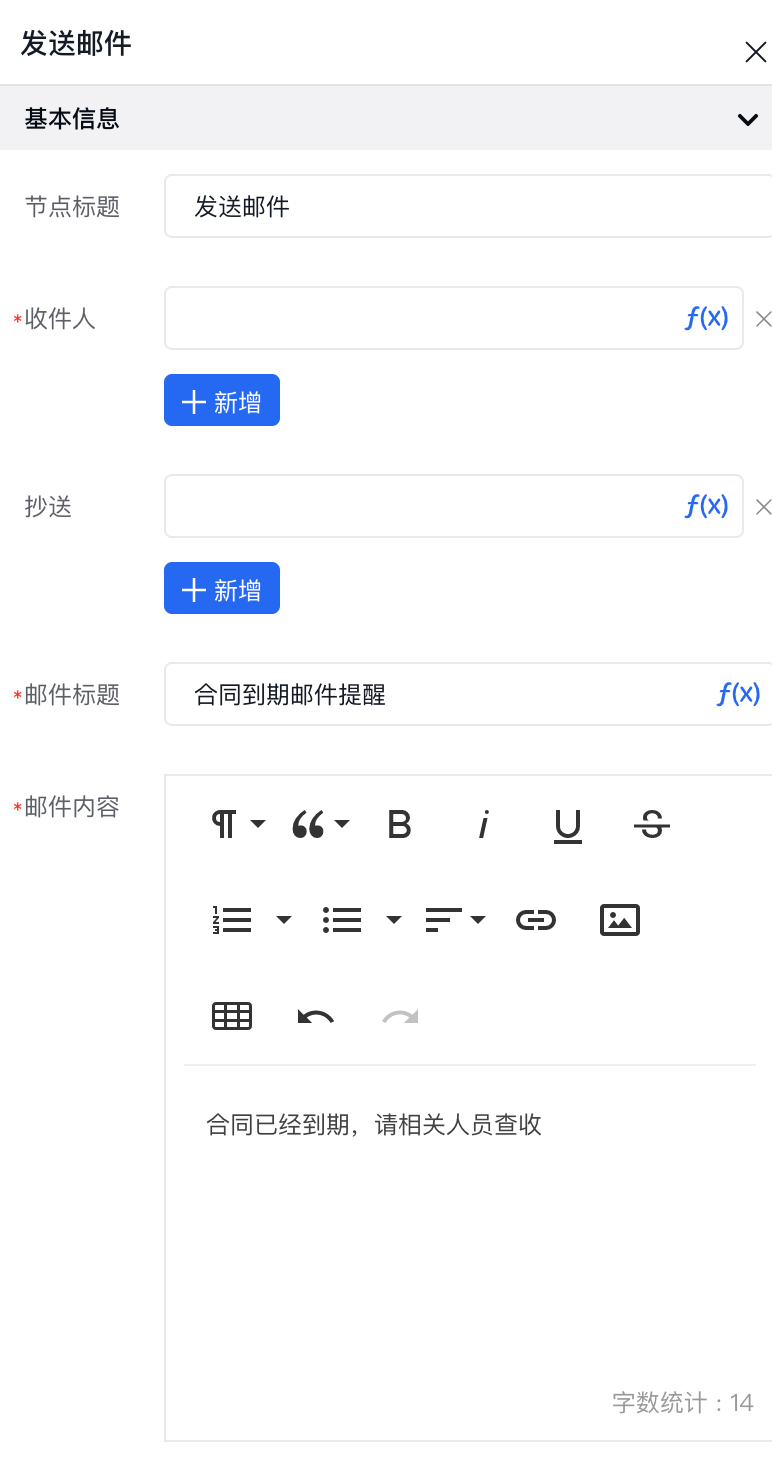 发送邮件
基本信息
节点标题
发送邮件
*收件人
f(x)
新增
抄送
f(x)
新增
*邮件标题
合同到期邮件提醒
f(x)
*邮件内容
合同已经到期，请相关人员查收
字数统计：14